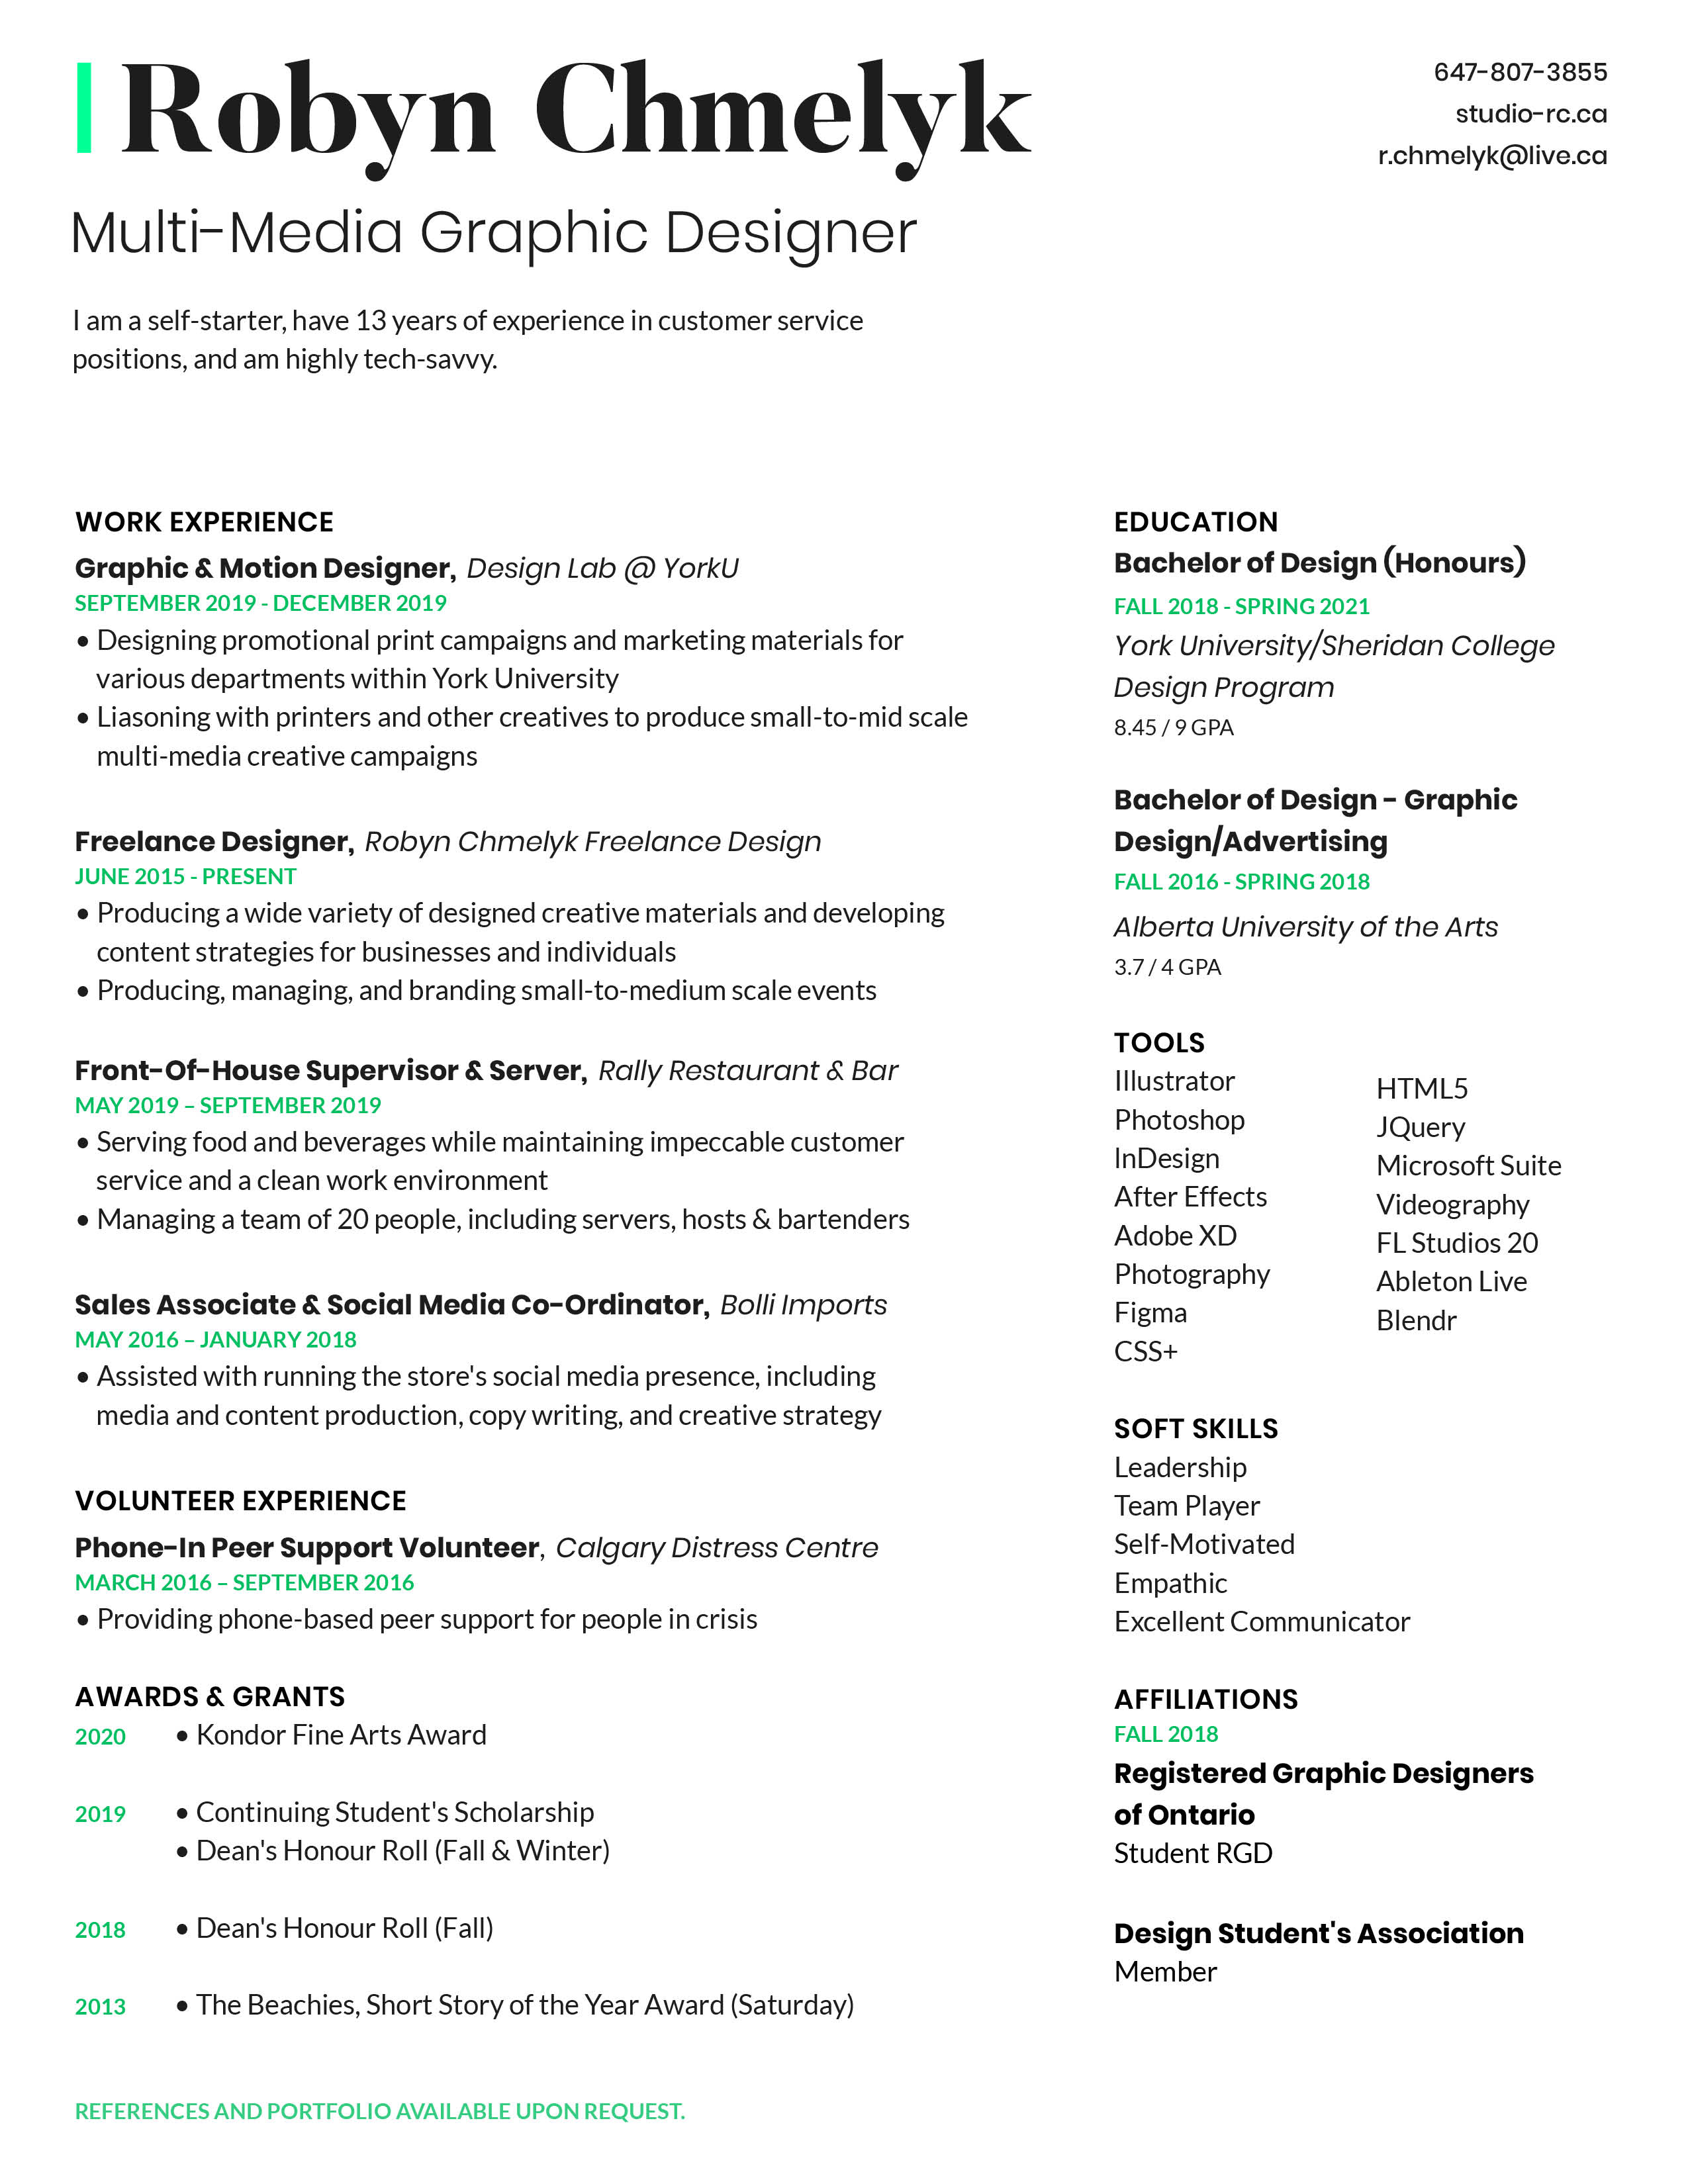 Robyn Chmelyk
Multi-Media Graphic Designer
I am a self-starter, have 13 years of experience in customer service
positions, and am highly tech-savvy.
647-807-3855
studio-rc.ca
r.chmelyk@live.ca
WORK EXPERIENCE
Graphic & Motion Designer, Design Lab @ YorkU
SEPTEMBER 2019 - DECEMBER 2019
• Designing promotional print campaigns and marketing materials for
various departments within York University
• Liasoning with printers and other creatives to produce small-to-mid scale
multi-media creative campaigns
Freelance Designer, Robyn Chmelyk Freelance Design
JUNE 2015 - PRESENT
• Producing a wide variety of designed creative materials and developing
content strategies for businesses and individuals
• Producing, managing, and branding small-to-medium scale events
Front-Of-House Supervisor & Server, Rally Restaurant & Bar
MAY 2019 – SEPTEMBER 2019
• Serving food and beverages while maintaining impeccable customer
service and a clean work environment
• Managing a team of 20 people, including servers, hosts & bartenders
Sales Associate & Social Media Co-Ordinator, Bolli Imports
MAY 2016 – JANUARY 2018
• Assisted with running the store's social media presence, including
media and content production, copy writing, and creative strategy
VOLUNTEER EXPERIENCE
Phone-In Peer Support Volunteer, Calgary Distress Centre
MARCH 2016 – SEPTEMBER 2016
• Providing phone-based peer support for people in crisis
AWARDS & GRANTS
2020 • Kondor Fine Arts Award
2019 • Continuing Student's Scholarship
• Dean's Honour Roll (Fall & Winter)
2018 • Dean's Honour Roll (Fall)
2013 • The Beachies, Short Story of the Year Award (Saturday)
REFERENCES AND PORTFOLIO AVAILABLE UPON REQUEST.
EDUCATION
Bachelor of Design (Honours)
FALL 2018 - SPRING 2021
York University/Sheridan College
Design Program
8.45 / 9 GPA
Bachelor of Design - Graphic
Design/Advertising
FALL 2016 - SPRING 2018
Alberta University of the Arts
3.7 / 4 GPA
TOOLS
Illustrator
Photoshop
InDesign
After Effects
Adobe XD
Photography
Figma
CSS+
HTML5
JQuery
Microsoft Suite
Videography
FL Studios 20
Ableton Live
Blendr
SOFT SKILLS
Leadership
Team Player
Self-Motivated
Empathic
Excellent Communicator
AFFILIATIONS
FALL 2018
Registered Graphic Designers
of Ontario
Student RGD
Design Student's Association
Member